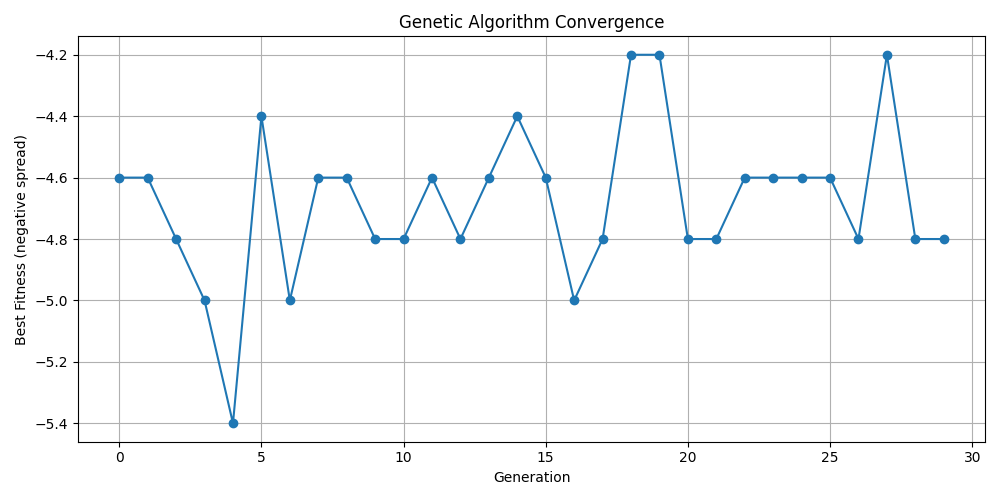 Genetic Algorithm Convergence
Best Fitness (negative spread)
−4.2
−4.4
−4.6
−4.8
−5.0
−5.2
−5.4
0 5 10 15 20 25 30
Generation